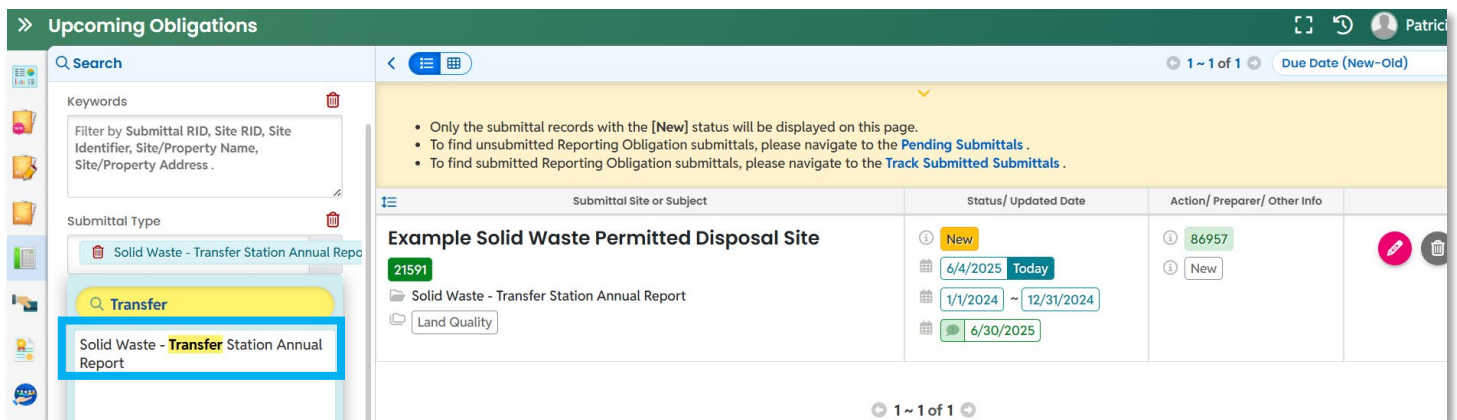 Upcoming Obligations
Patrici
Search
1 ~ 1 of 1
Due Date (New-Old)
Keywords
Filter by Submittal RID, Site RID, Site
Identifier, Site/Property Name,
Site/Property Address .
Submittal Type
Solid Waste - Transfer Station Annual Repo
Transfer
Solid Waste - Transfer Station Annual
Report
• Only the submittal records with the [New] status will be displayed on this page.
• To find unsubmitted Reporting Obligation submittals, please navigate to the Pending Submittals .
• To find submitted Reporting Obligation submittals, please navigate to the Track Submitted Submittals .
Submittal Site or Subject
Status/ Updated Date
Action/ Preparer/ Other Info
Example Solid Waste Permitted Disposal Site
21591
Solid Waste - Transfer Station Annual Report
Land Quality
New
6/4/2025 Today
1/1/2024 ~ 12/31/2024
6/30/2025
86957
New
1 ~ 1 of 1